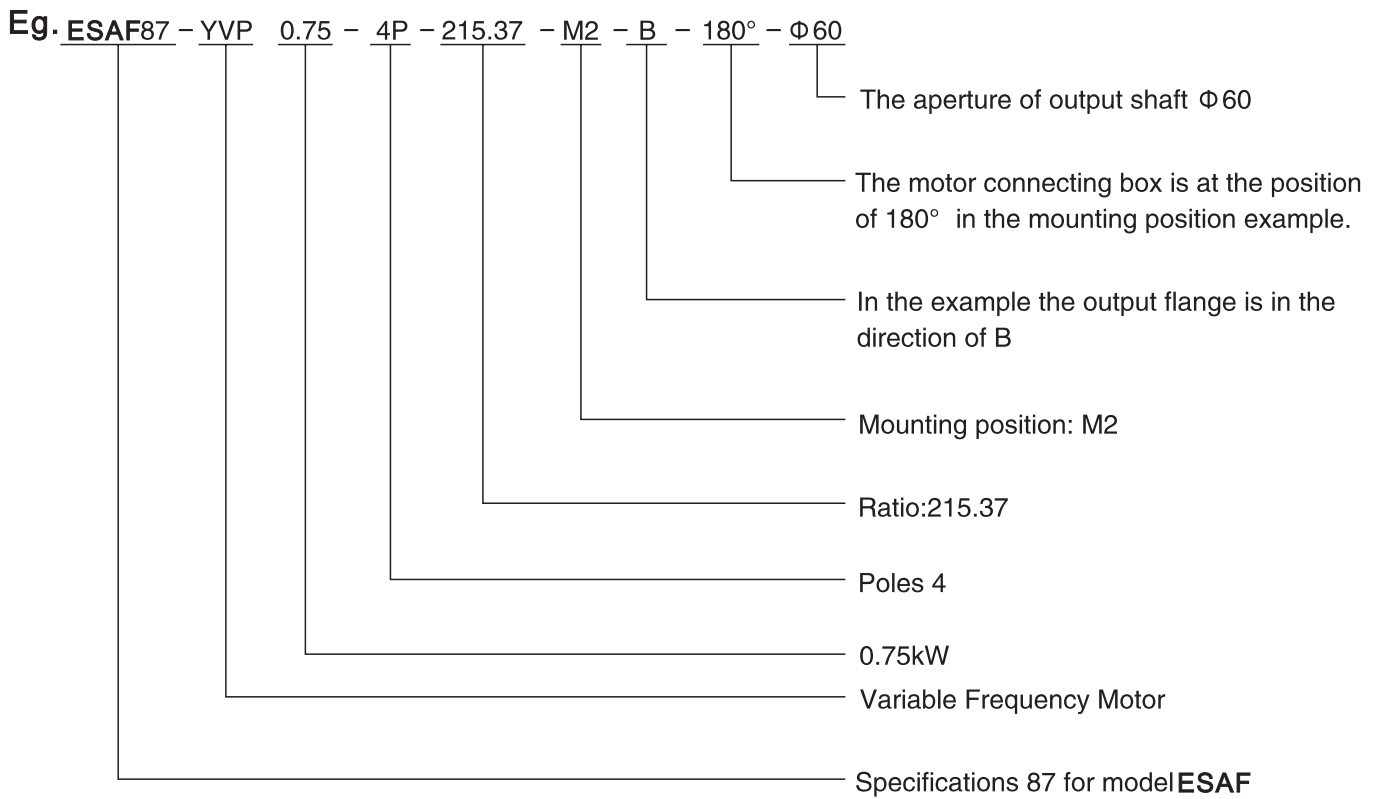 Eg. ESAF87 – YVP 0.75 – 4P – 215.37 – M2 – B – 180° – Φ60
The aperture of output shaft Φ60
The motor connecting box is at the position
of 180° in the mounting position example.
In the example the output flange is in the
direction of B
Mounting position: M2
Ratio:215.37
Poles 4
0.75kW
Variable Frequency Motor
Specifications 87 for model ESAF